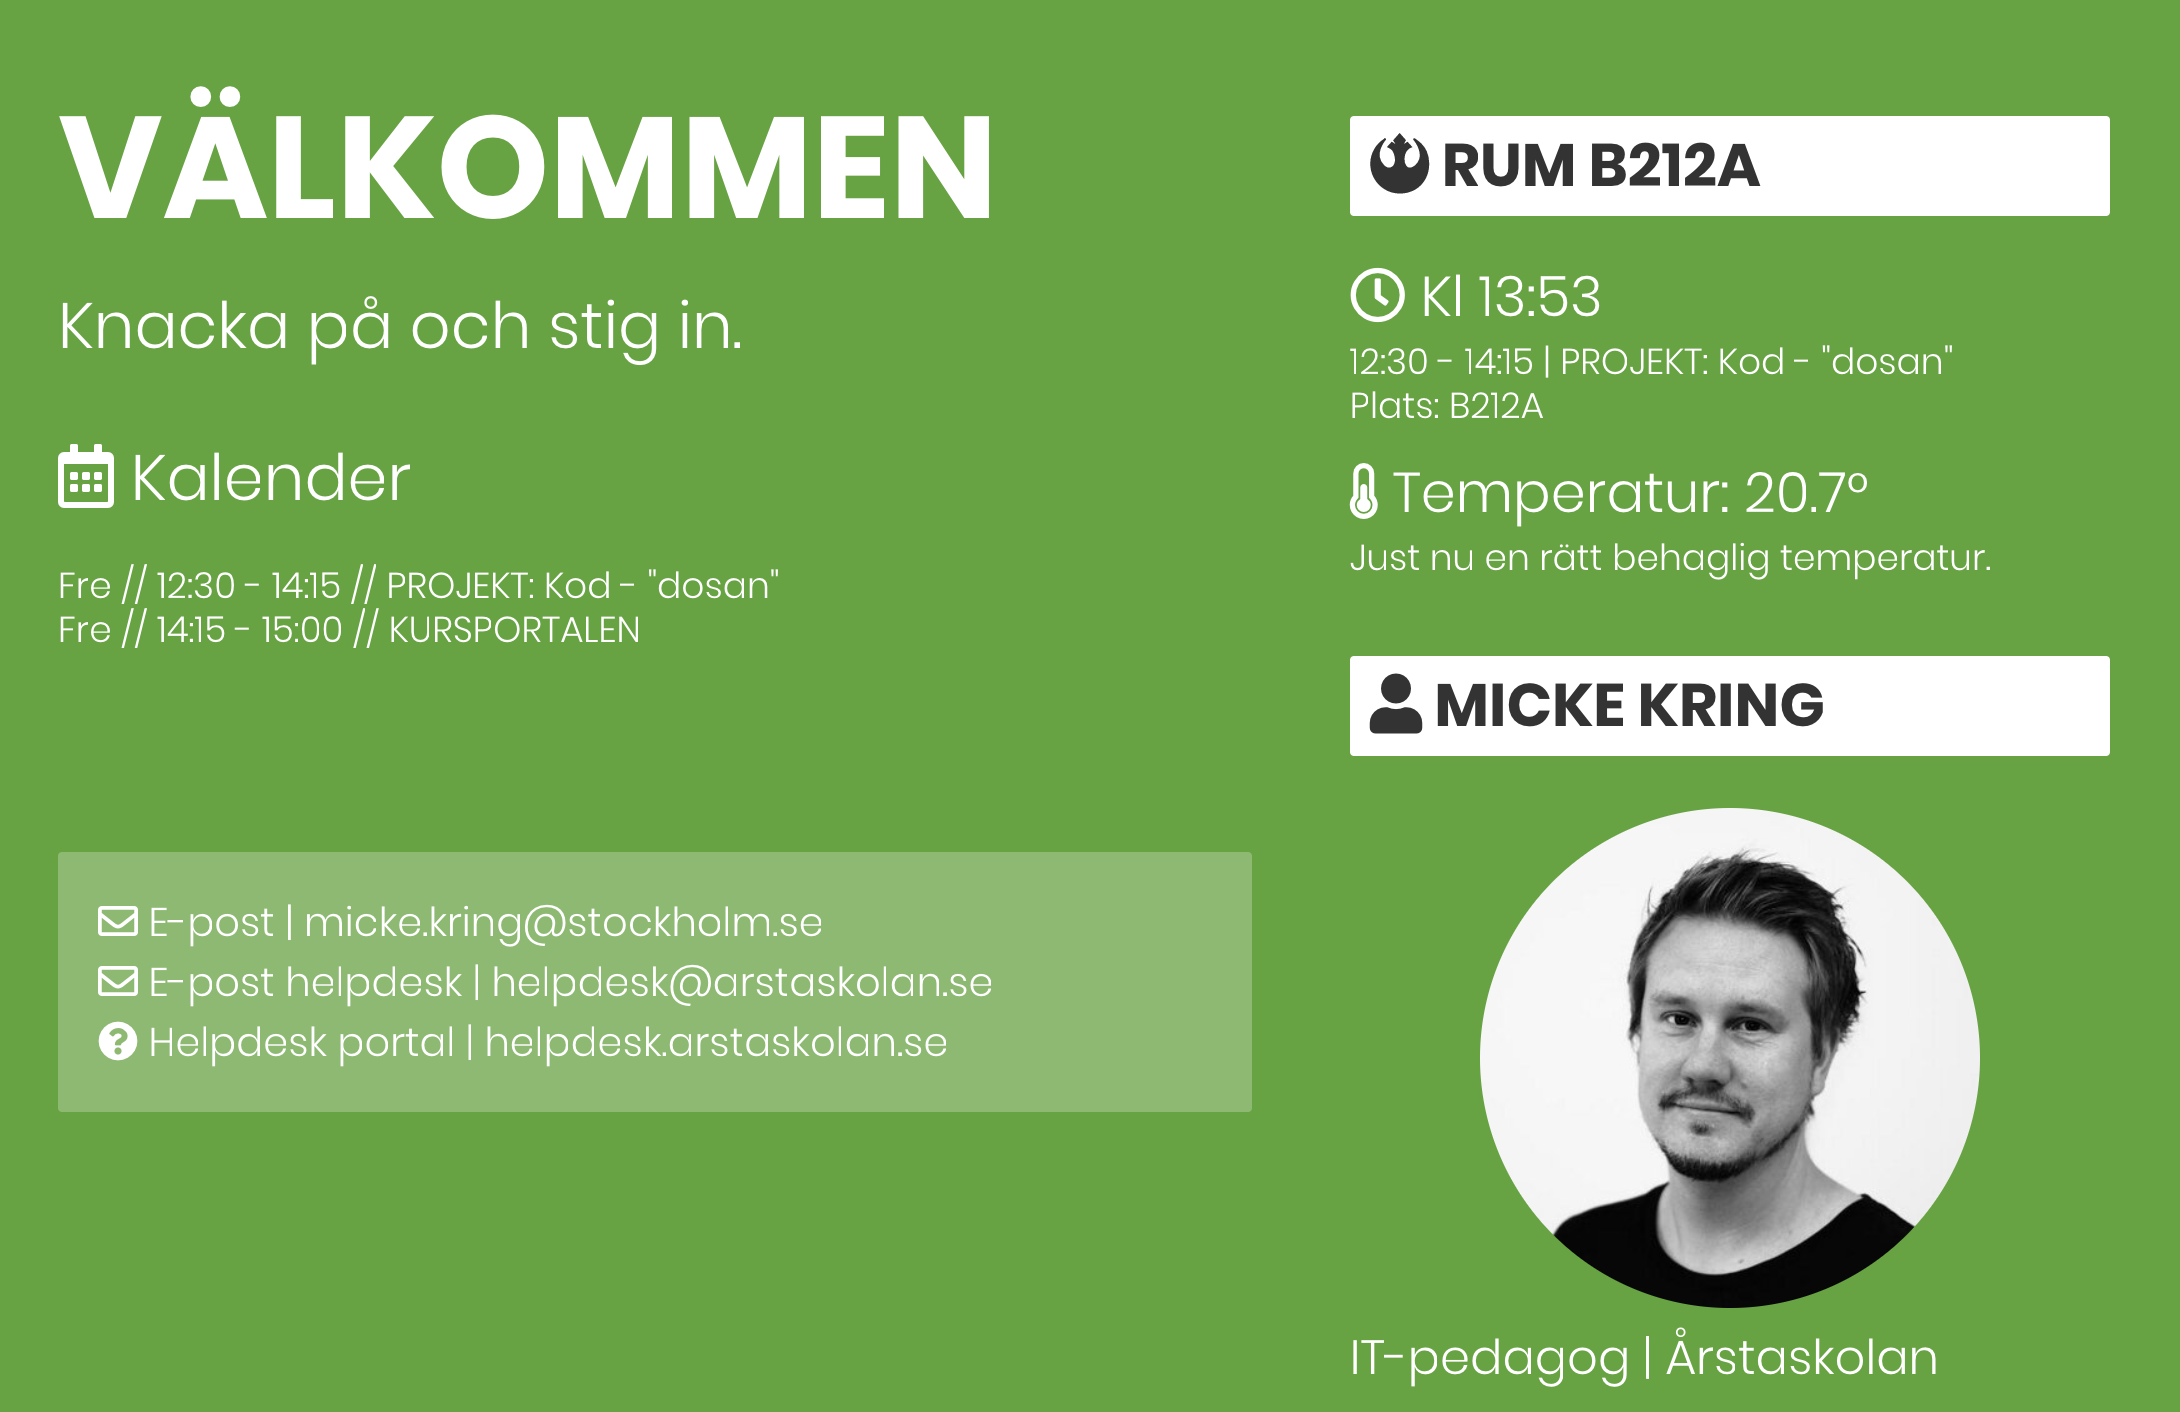 VÄLKOMMEN
Knacka på och stig in.
Kalender
Fre // 12:30 - 14:15 // PROJEKT: Kod - "dosan"
Fre // 14:15 - 15:00 // KURSPORTALEN
E-post | micke.kring@stockholm.se
E-post helpdesk | helpdesk@arstaskolan.se
Helpdesk portal | helpdesk.arstaskolan.se
RUM B212A
Kl 13:53
12:30 - 14:15 | PROJEKT: Kod - "dosan"
Plats: B212A
Temperatur: 20.7°
Just nu en rätt behaglig temperatur.
MICKE KRING
IT-pedagog | Årstaskolan